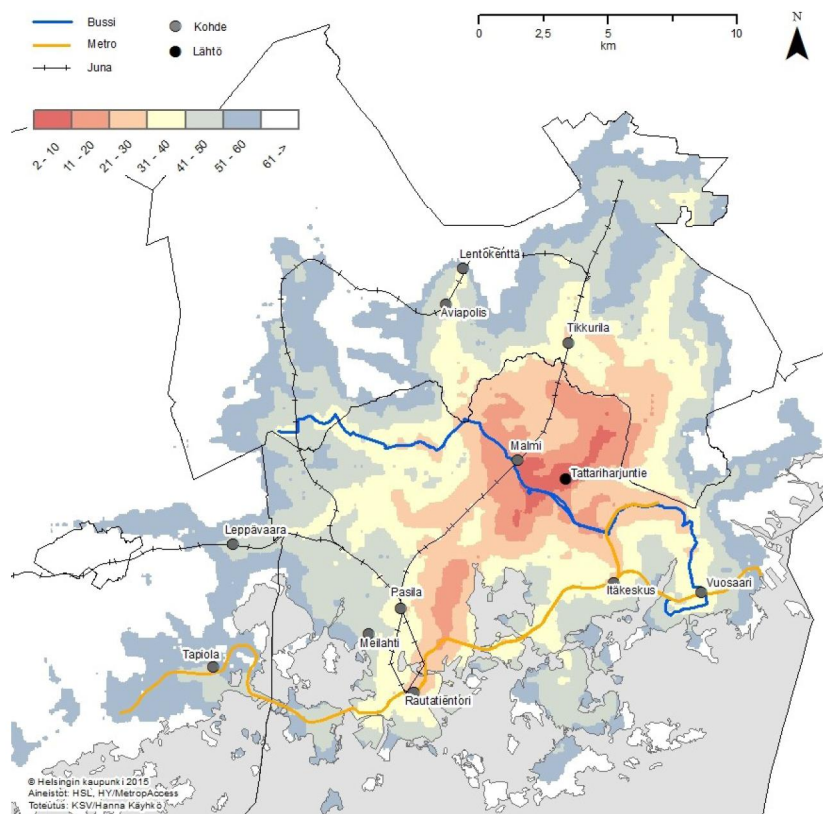 Bussi
Metro
Juna
Kohde
Lähtö
0 2,5 5 10
km
N
2 - 10
11 - 20
21 - 30
31 - 40
41 - 50
51 - 60
61 ->
Lentokenttä
Aviapolis
Tikkurila
Malmi
Tattariharjuntie
Leppävaara
Pasila
Itäkeskus
Vuosaari
Meilahti
Tapiola
Rautatientori
© Helsingin kaupunki 2015
Aineistot: HSL, HY/MetropAccess
Toteutus: KSV/Hanna Käyhkö